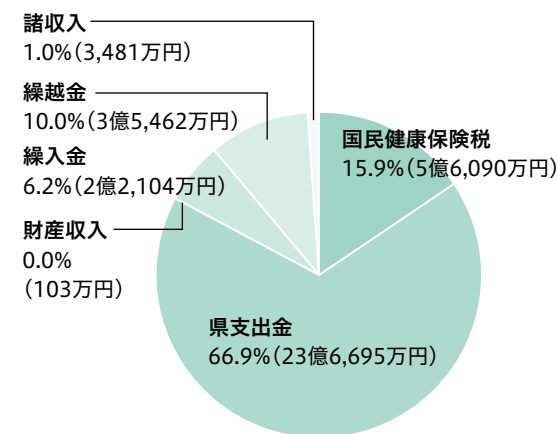 諸収入
1.0%（3,481万円）
繰越金
10.0%（3億5,462万円）
繰入金
6.2%（2億2,104万円）
財産収入
0.0%
（103万円）
国民健康保険税
15.9%（5億6,090万円）
県支出金
66.9%（23億6,695万円）